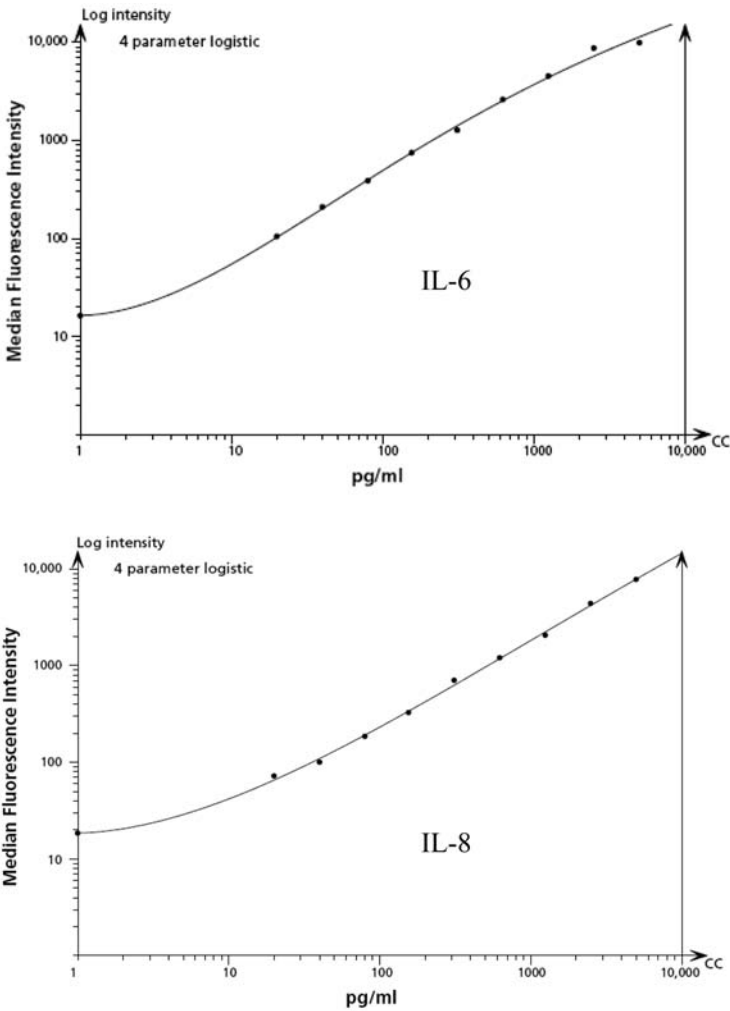 Log intensity
4 parameter logistic
10,000
1000
100
10
Median Fluorescence Intensity
IL-6
1 10 100 1000 10,000
CC
pg/ml
Log intensity
4 parameter logistic
10,000
1000
100
10
Median Fluorescence Intensity
IL-8
1 10 100 1000 10,000
CC
pg/ml